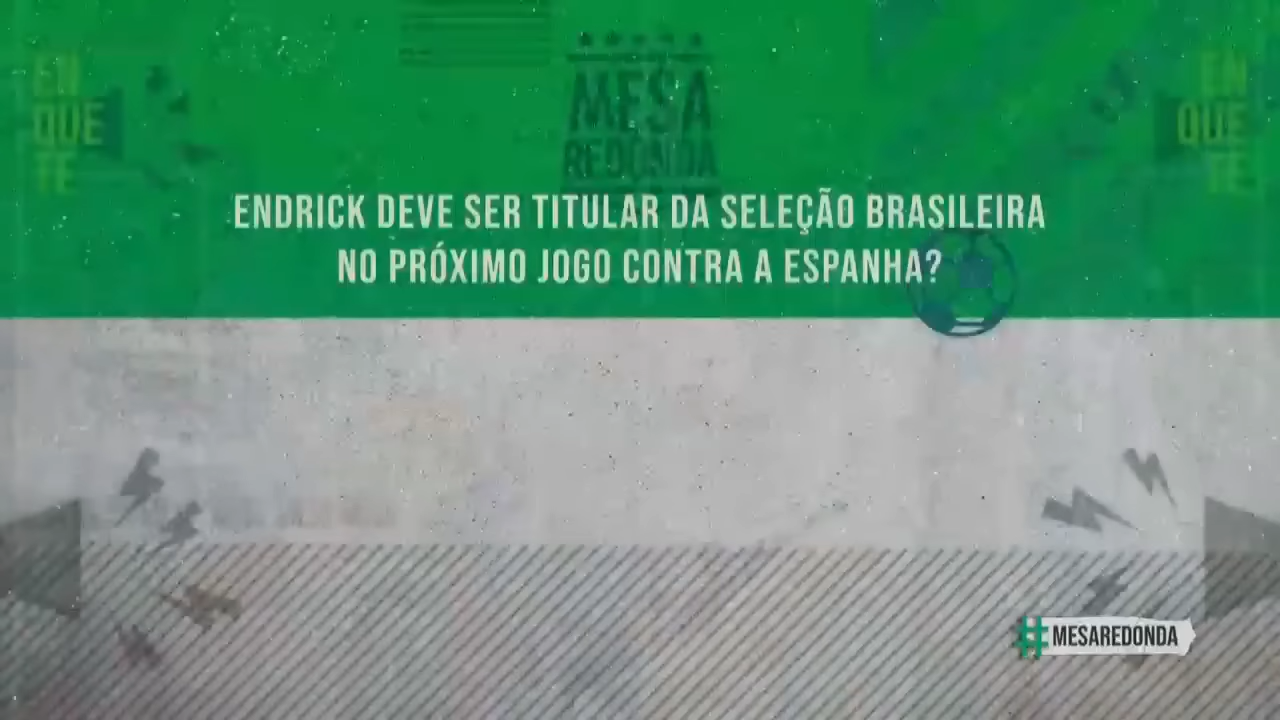 EN
QUE
TE
MESA
REDONDA
EN
QUE
TE
ENDRICK DEVE SER TITULAR DA SELEÇÃO BRASILEIRA
NO PRÓXIMO JOGO CONTRA A ESPANHA?
#MESAREDONDA